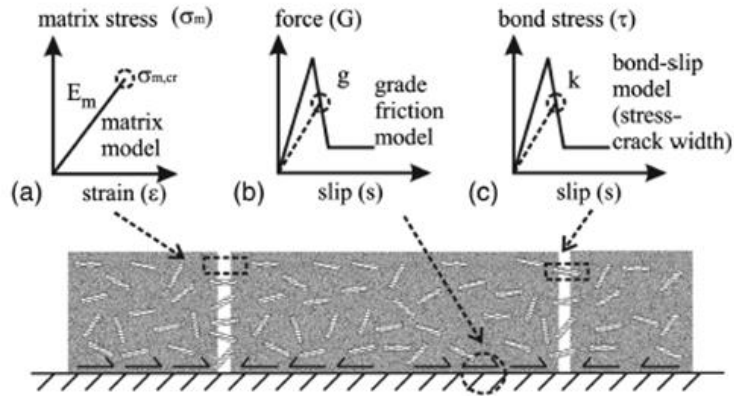 matrix stress (σm)
Em
σm,cr
matrix
model
(a)
strain (ε)
force (G)
g
grade
friction
model
(b)
slip (s)
bond stress (τ)
k
bond-slip
model
(stress-
crack width)
(c)
slip (s)